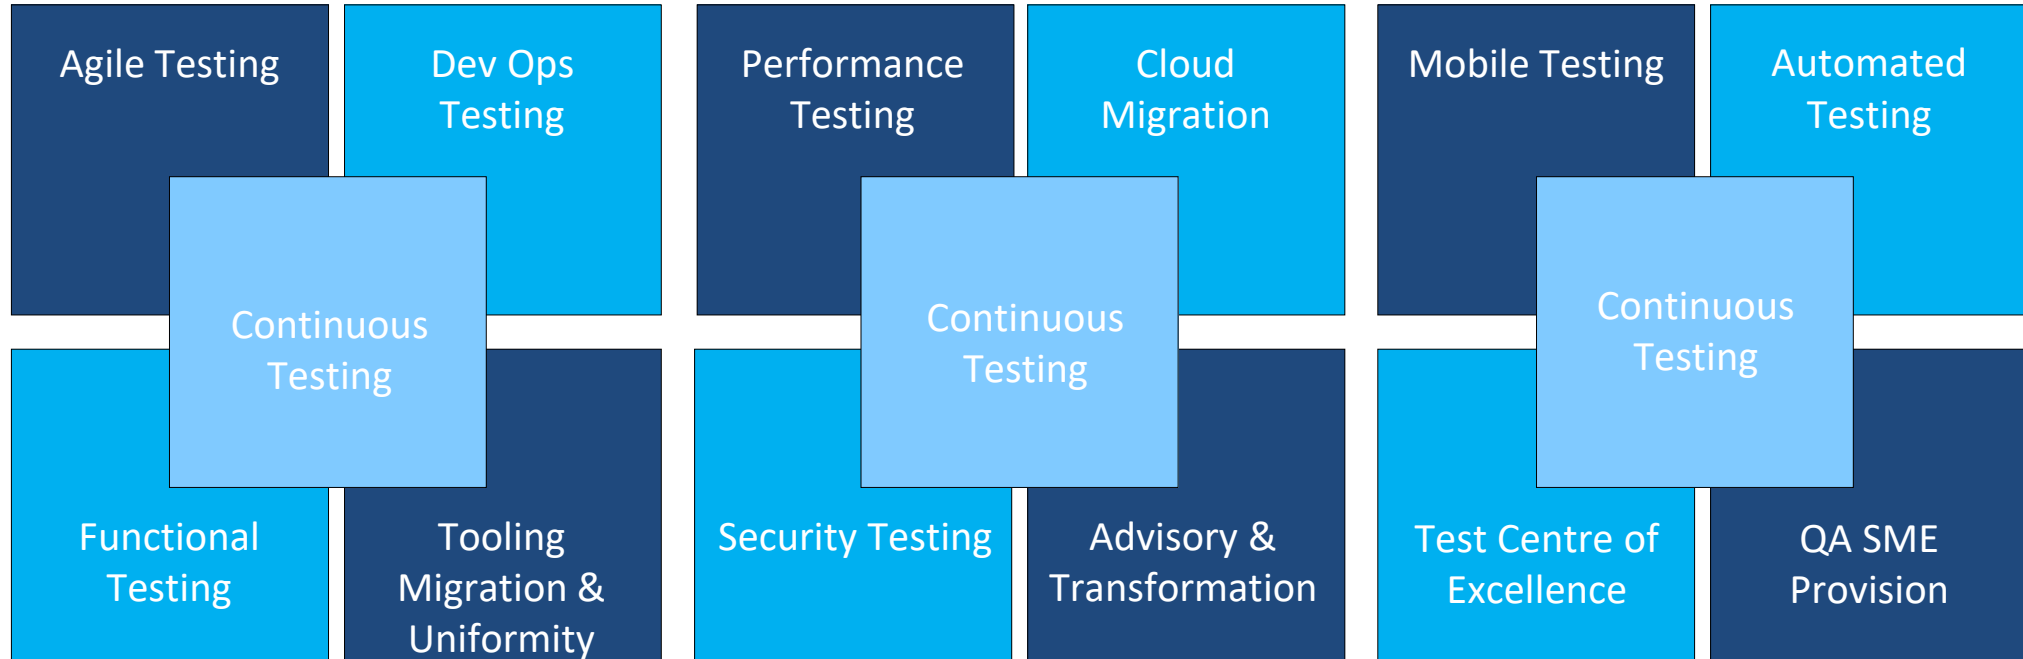 Agile Testing
Dev Ops
Testing
Continuous
Testing
Functional
Testing
Tooling
Migration &
Uniformity
Performance
Testing
Cloud
Migration
Continuous
Testing
Security Testing
Advisory &
Transformation
Mobile Testing
Automated
Testing
Continuous
Testing
Test Centre of
Excellence
QA SME
Provision